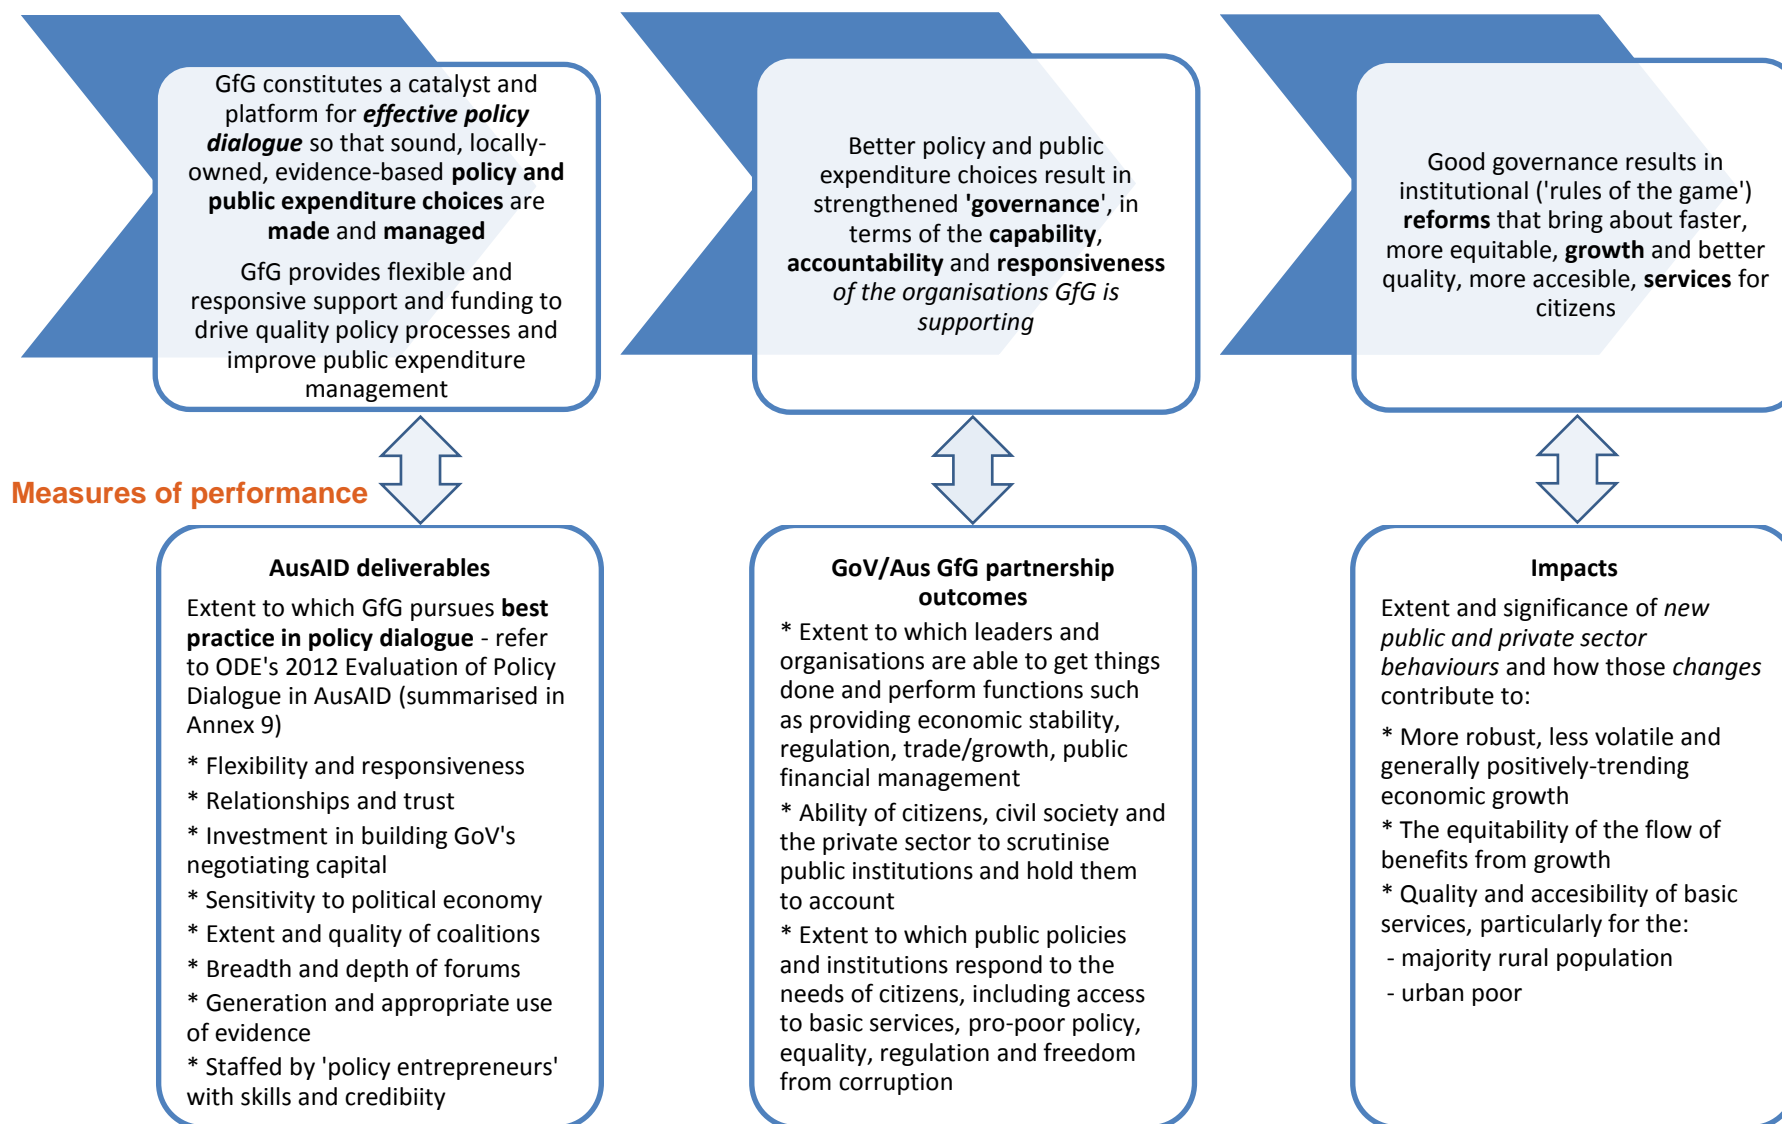 GfG constitutes a catalyst and
platform for effective policy
dialogue so that sound, locally-
owned, evidence-based policy and
public expenditure choices are
made and managed
GfG provides flexible and
responsive support and funding to
drive quality policy processes and
improve public expenditure
management
Better policy and public
expenditure choices result in
strengthened 'governance', in
terms of the capability,
accountability and responsiveness
of the organisations GfG is
supporting
Good governance results in
institutional ('rules of the game')
reforms that bring about faster,
more equitable, growth and better
quality, more accesible, services for
citizens
Measures of performance
AusAID deliverables
Extent to which GfG pursues best
practice in policy dialogue - refer
to ODE's 2012 Evaluation of Policy
Dialogue in AusAID (summarised in
Annex 9)
* Flexibility and responsiveness
* Relationships and trust
* Investment in building GoV's
negotiating capital
* Sensitivity to political economy
* Extent and quality of coalitions
* Breadth and depth of forums
* Generation and appropriate use
of evidence
* Staffed by 'policy entrepreneurs'
with skills and credibiity
GoV/Aus GfG partnership
outcomes
* Extent to which leaders and
organisations are able to get things
done and perform functions such
as providing economic stability,
regulation, trade/growth, public
financial management
* Ability of citizens, civil society and
the private sector to scrutinise
public institutions and hold them
to account
* Extent to which public policies
and institutions respond to the
needs of citizens, including access
to basic services, pro-poor policy,
equality, regulation and freedom
from corruption
Impacts
Extent and significance of new
public and private sector
behaviours and how those changes
contribute to:
* More robust, less volatile and
generally positively-trending
economic growth
* The equitability of the flow of
benefits from growth
* Quality and accesibility of basic
services, particularly for the:
- majority rural population
- urban poor